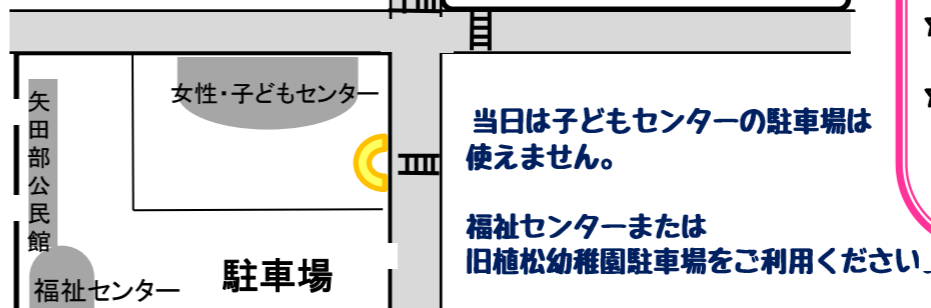 女性・子どもセンター
矢田部公民館
当日は子どもセンターの駐車場は
使えません。
福祉センターまたは
旧植松幼稚園駐車場をご利用ください
福祉センター
駐車場